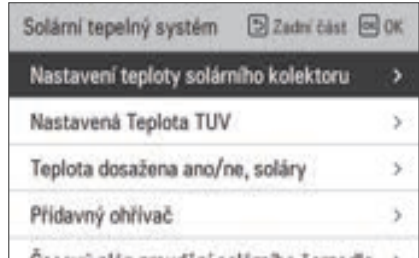 Solární tepelný systém Zadní část OK OK
Nastavení teploty solárního kolektoru >
Nastavená Teplota TUV >
Teplota dosažena ano/ne, soláry >
Přídavný ohřívač >